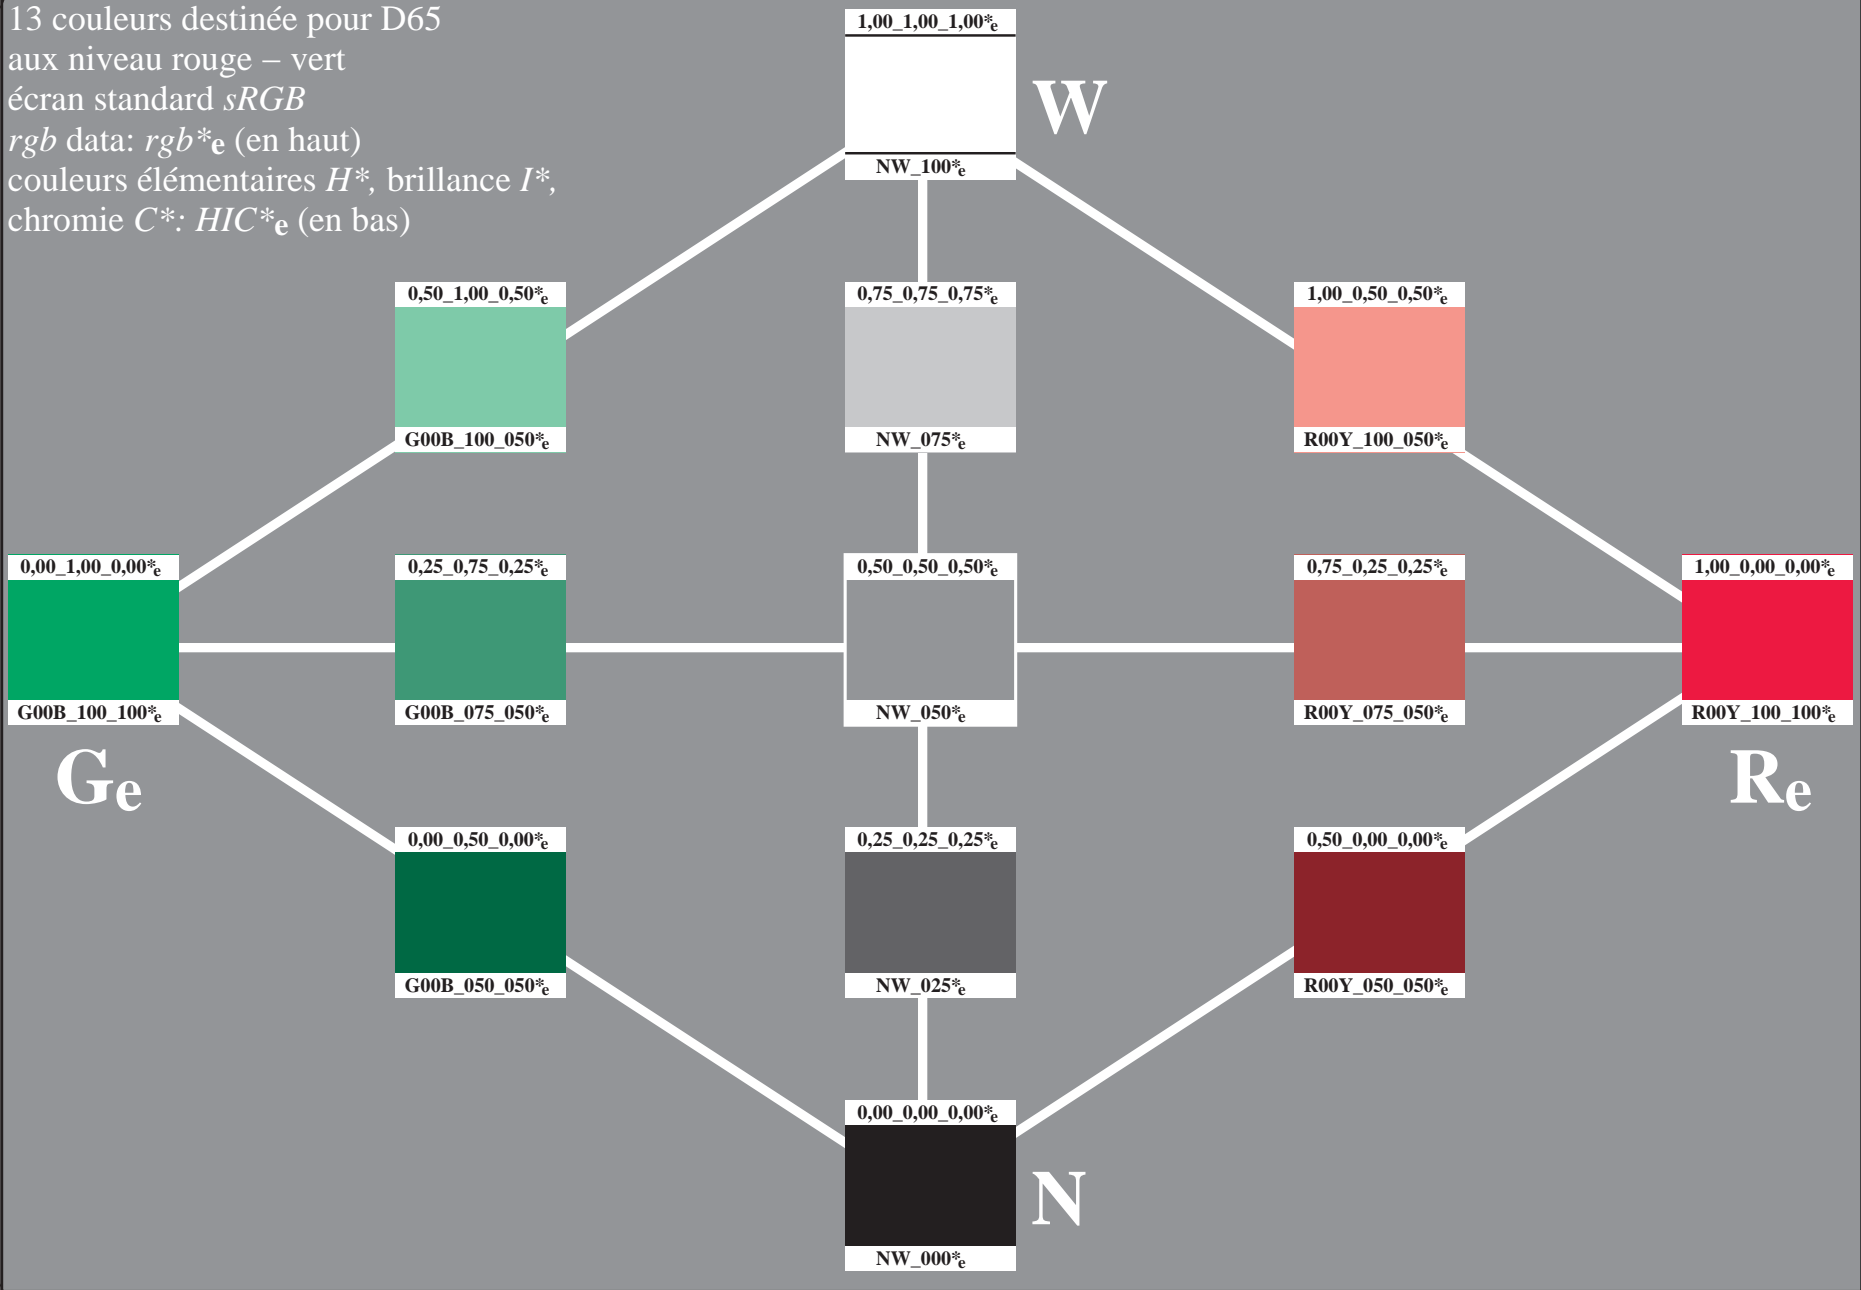 13 couleurs destinée pour D65
aux niveau rouge – vert
écran standard sRGB
rgb data: rgb*e (en haut)
couleurs élémentaires H*, brillance I*,
chromie C*: HIC*e (en bas)
1,00_1,00_1,00*e
W
NW_100*e
0,50_1,00_0,50*e
0,75_0,75_0,75*e
1,00_0,50_0,50*e
G00B_100_050*e
NW_075*e
R00Y_100_050*e
0,00_1,00_0,00*e
0,25_0,75_0,25*e
0,50_0,50_0,50*e
0,75_0,25_0,25*e
1,00_0,00_0,00*e
G00B_100_100*e
G00B_075_050*e
NW_050*e
R00Y_075_050*e
R00Y_100_100*e
Ge
Re
0,00_0,50_0,00*e
0,25_0,25_0,25*e
0,50_0,00_0,00*e
G00B_050_050*e
NW_025*e
R00Y_050_050*e
0,00_0,00_0,00*e
N
NW_000*e